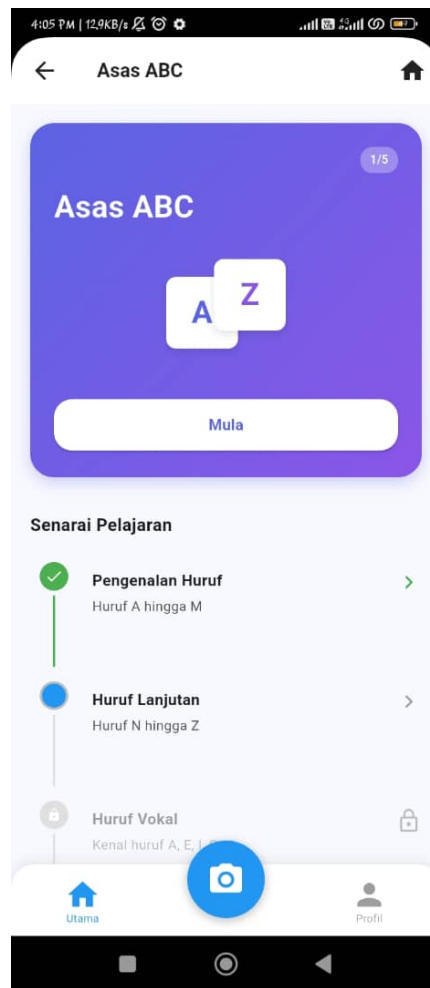 4:05 PM | 12,9KB/s
4G
Asas ABC
1/5
Asas ABC
A
Z
Mula
Senarai Pelajaran
Pengenalan Huruf
Huruf A hingga M
Huruf Lanjutan
Huruf N hingga Z
Huruf Vokal
Kenal huruf A, E, I,
Utama
Profil